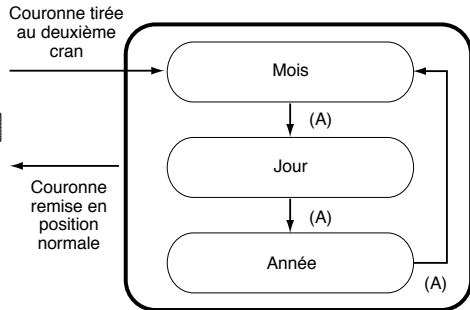 Couronne tirée
au deuxième
cran
Mois
(A)
Jour
Couronne
remise en
position
normale
(A)
Année
(A)